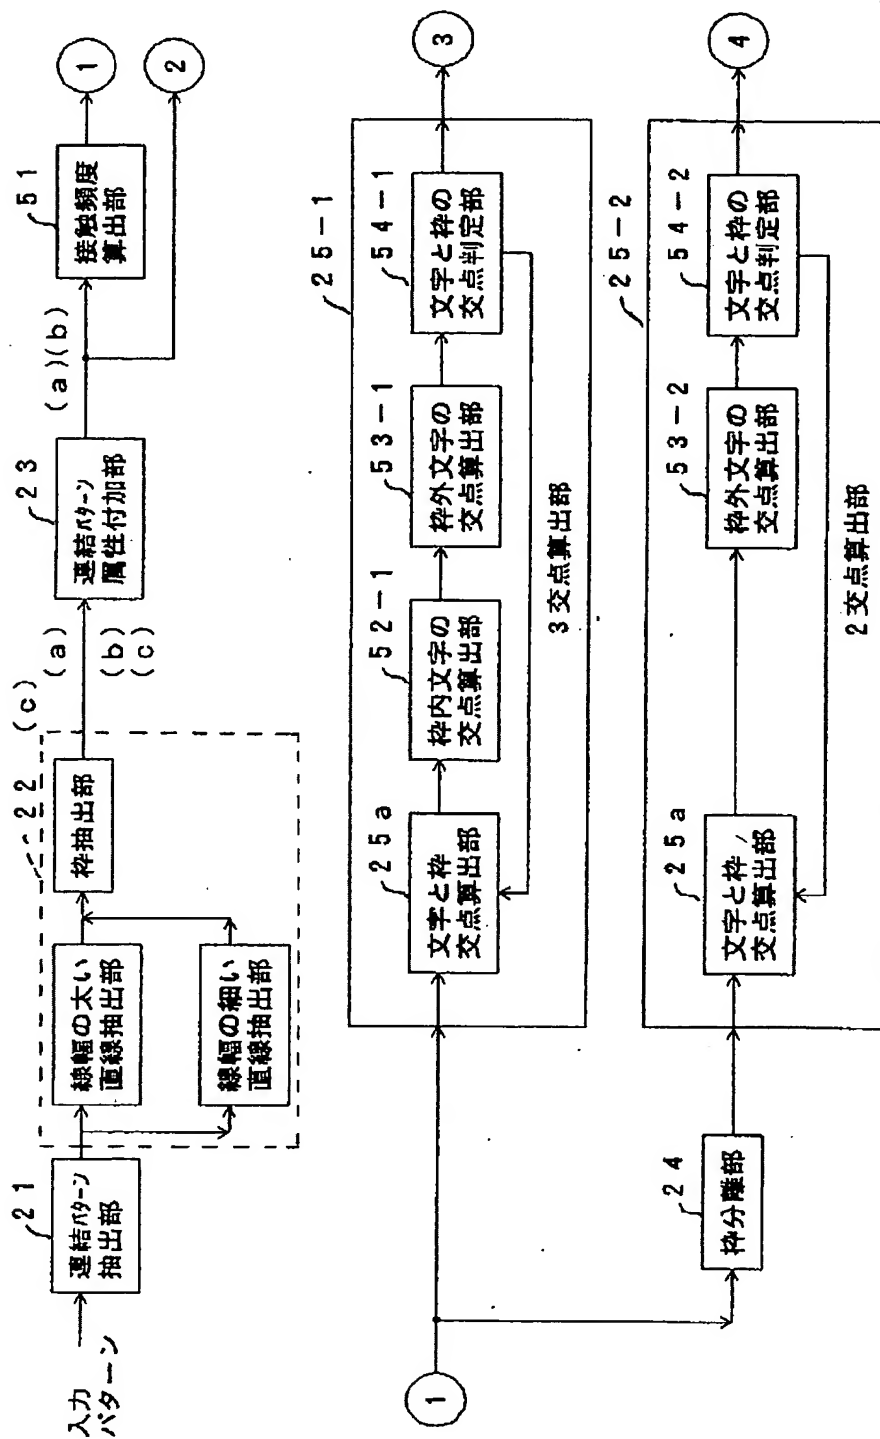 入力
パターン
21
連結パターン
抽出部
22
線幅の太い
直線抽出部
線幅の細い
直線抽出部
枠抽出部
(c)
(a)
(b)
(c)
23
連結パターン
属性付加部
(a)(b)
51
接触頻度
算出部
1
2
1
25-1
25a
文字と枠
交点算出部
52-1
枠内文字の
交点算出部
53-1
枠外文字の
交点算出部
54-1
文字と枠の
交点判定部
3交点算出部
3
24
枠分離部
25-2
25a
文字と枠
交点算出部
53-2
枠外文字の
交点算出部
54-2
文字と枠の
交点判定部
2交点算出部
4